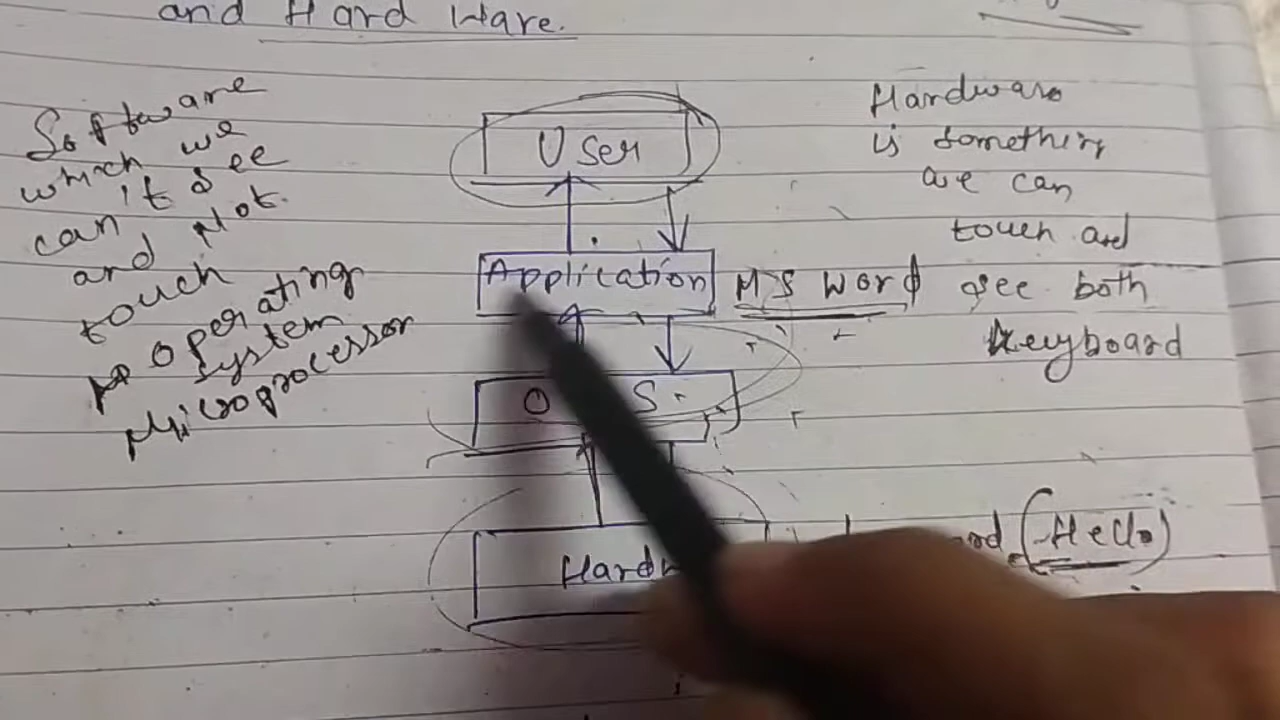 and Hard Ware.
Software
which we
can 't see
and Not
touch
operating
system
Microprocessor
User
Application
MS Word
O S.
Hardw
Hardware
is something
we can
touch and
see both
keyboard
(Hello)